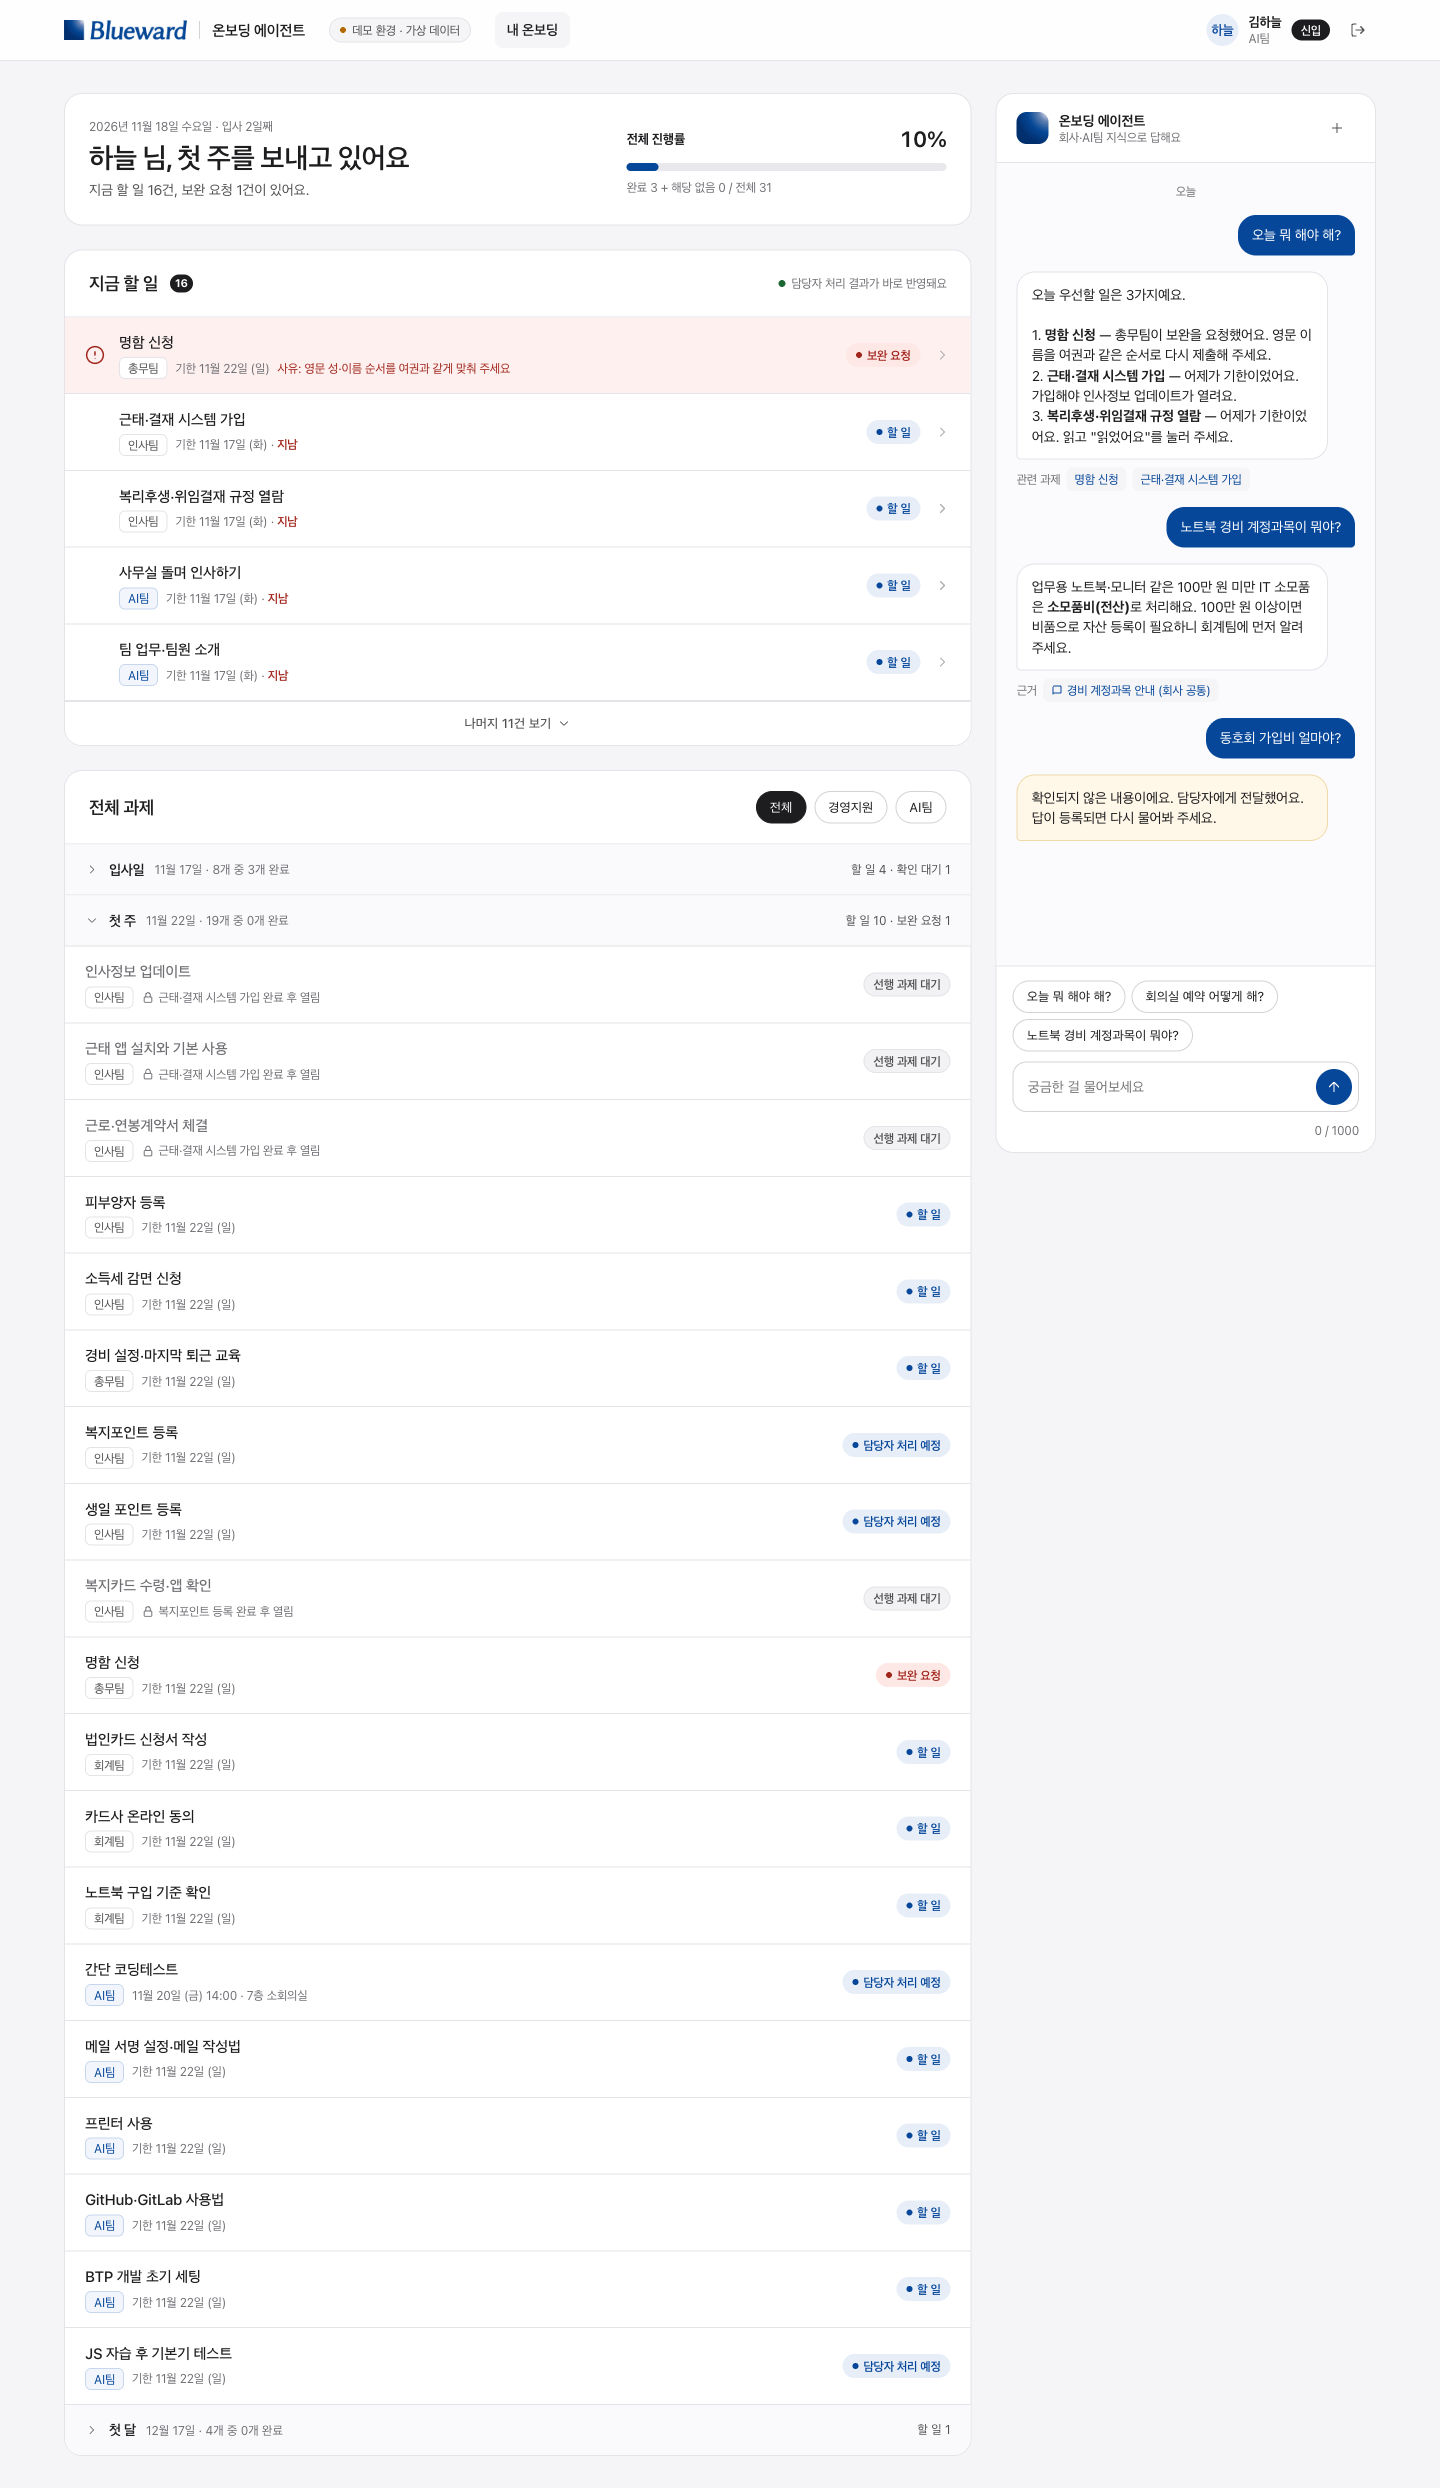 Blueward
온보딩 에이전트
데모 환경 · 가상 데이터
내 온보딩
하늘
김하늘
AI팀
신입
2026년 11월 18일 수요일 · 입사 2일째
하늘 님, 첫 주를 보내고 있어요
지금 할 일 16건, 보완 요청 1건이 있어요.
전체 진행률
10%
완료 3 + 해당 없음 0 / 전체 31
지금 할 일 16
담당자 처리 결과가 바로 반영돼요
명함 신청
총무팀 기한 11월 22일 (일) 사유: 영문 성·이름 순서를 여권과 같게 맞춰 주세요
보완 요청
근태·결재 시스템 가입
인사팀 기한 11월 17일 (화) · 지남
할 일
복리후생·위임결재 규정 열람
인사팀 기한 11월 17일 (화) · 지남
할 일
사무실 돌며 인사하기
AI팀 기한 11월 17일 (화) · 지남
할 일
팀 업무·팀원 소개
AI팀 기한 11월 17일 (화) · 지남
할 일
나머지 11건 보기
전체 과제
전체
경영지원
AI팀
입사일 11월 17일 · 8개 중 3개 완료
할 일 4 · 확인 대기 1
첫 주 11월 22일 · 19개 중 0개 완료
할 일 10 · 보완 요청 1
인사정보 업데이트
인사팀 근태·결재 시스템 가입 완료 후 열림
선행 과제 대기
근태 앱 설치와 기본 사용
인사팀 근태·결재 시스템 가입 완료 후 열림
선행 과제 대기
근로·연봉계약서 체결
인사팀 근태·결재 시스템 가입 완료 후 열림
선행 과제 대기
피부양자 등록
인사팀 기한 11월 22일 (일)
할 일
소득세 감면 신청
인사팀 기한 11월 22일 (일)
할 일
경비 설정·마지막 퇴근 교육
총무팀 기한 11월 22일 (일)
할 일
복지포인트 등록
인사팀 기한 11월 22일 (일)
담당자 처리 예정
생일 포인트 등록
인사팀 기한 11월 22일 (일)
담당자 처리 예정
복지카드 수령·앱 확인
인사팀 복지포인트 등록 완료 후 열림
선행 과제 대기
명함 신청
총무팀 기한 11월 22일 (일)
보완 요청
법인카드 신청서 작성
회계팀 기한 11월 22일 (일)
할 일
카드사 온라인 동의
회계팀 기한 11월 22일 (일)
할 일
노트북 구입 기준 확인
회계팀 기한 11월 22일 (일)
할 일
간단 코딩테스트
AI팀 11월 20일 (금) 14:00 · 7층 소회의실
담당자 처리 예정
메일 서명 설정·메일 작성법
AI팀 기한 11월 22일 (일)
할 일
프린터 사용
AI팀 기한 11월 22일 (일)
할 일
GitHub·GitLab 사용법
AI팀 기한 11월 22일 (일)
할 일
BTP 개발 초기 세팅
AI팀 기한 11월 22일 (일)
할 일
JS 자습 후 기본기 테스트
AI팀 기한 11월 22일 (일)
담당자 처리 예정
첫 달 12월 17일 · 4개 중 0개 완료
할 일 1
온보딩 에이전트
회사·AI팀 지식으로 답해요
오늘
오늘 뭐 해야 해?
오늘 우선할 일은 3가지예요.
1. 명함 신청 — 총무팀이 보완을 요청했어요. 영문 이
름을 여권과 같은 순서로 다시 제출해 주세요.
2. 근태·결재 시스템 가입 — 어제가 기한이었어요.
가입해야 인사정보 업데이트가 열려요.
3. 복리후생·위임결재 규정 열람 — 어제가 기한이었
어요. 읽고 "읽었어요"를 눌러 주세요.
관련 과제 명함 신청 근태·결재 시스템 가입
노트북 경비 계정과목이 뭐야?
업무용 노트북·모니터 같은 100만 원 미만 IT 소모품
은 소모품비(전산)로 처리해요. 100만 원 이상이면
비품으로 자산 등록이 필요하니 회계팀에 먼저 알려
주세요.
근거 경비 계정과목 안내 (회사 공통)
동호회 가입비 얼마야?
확인되지 않은 내용이에요. 담당자에게 전달했어요.
답이 등록되면 다시 물어봐 주세요.
오늘 뭐 해야 해?
회의실 예약 어떻게 해?
노트북 경비 계정과목이 뭐야?
궁금한 걸 물어보세요
0 / 1000